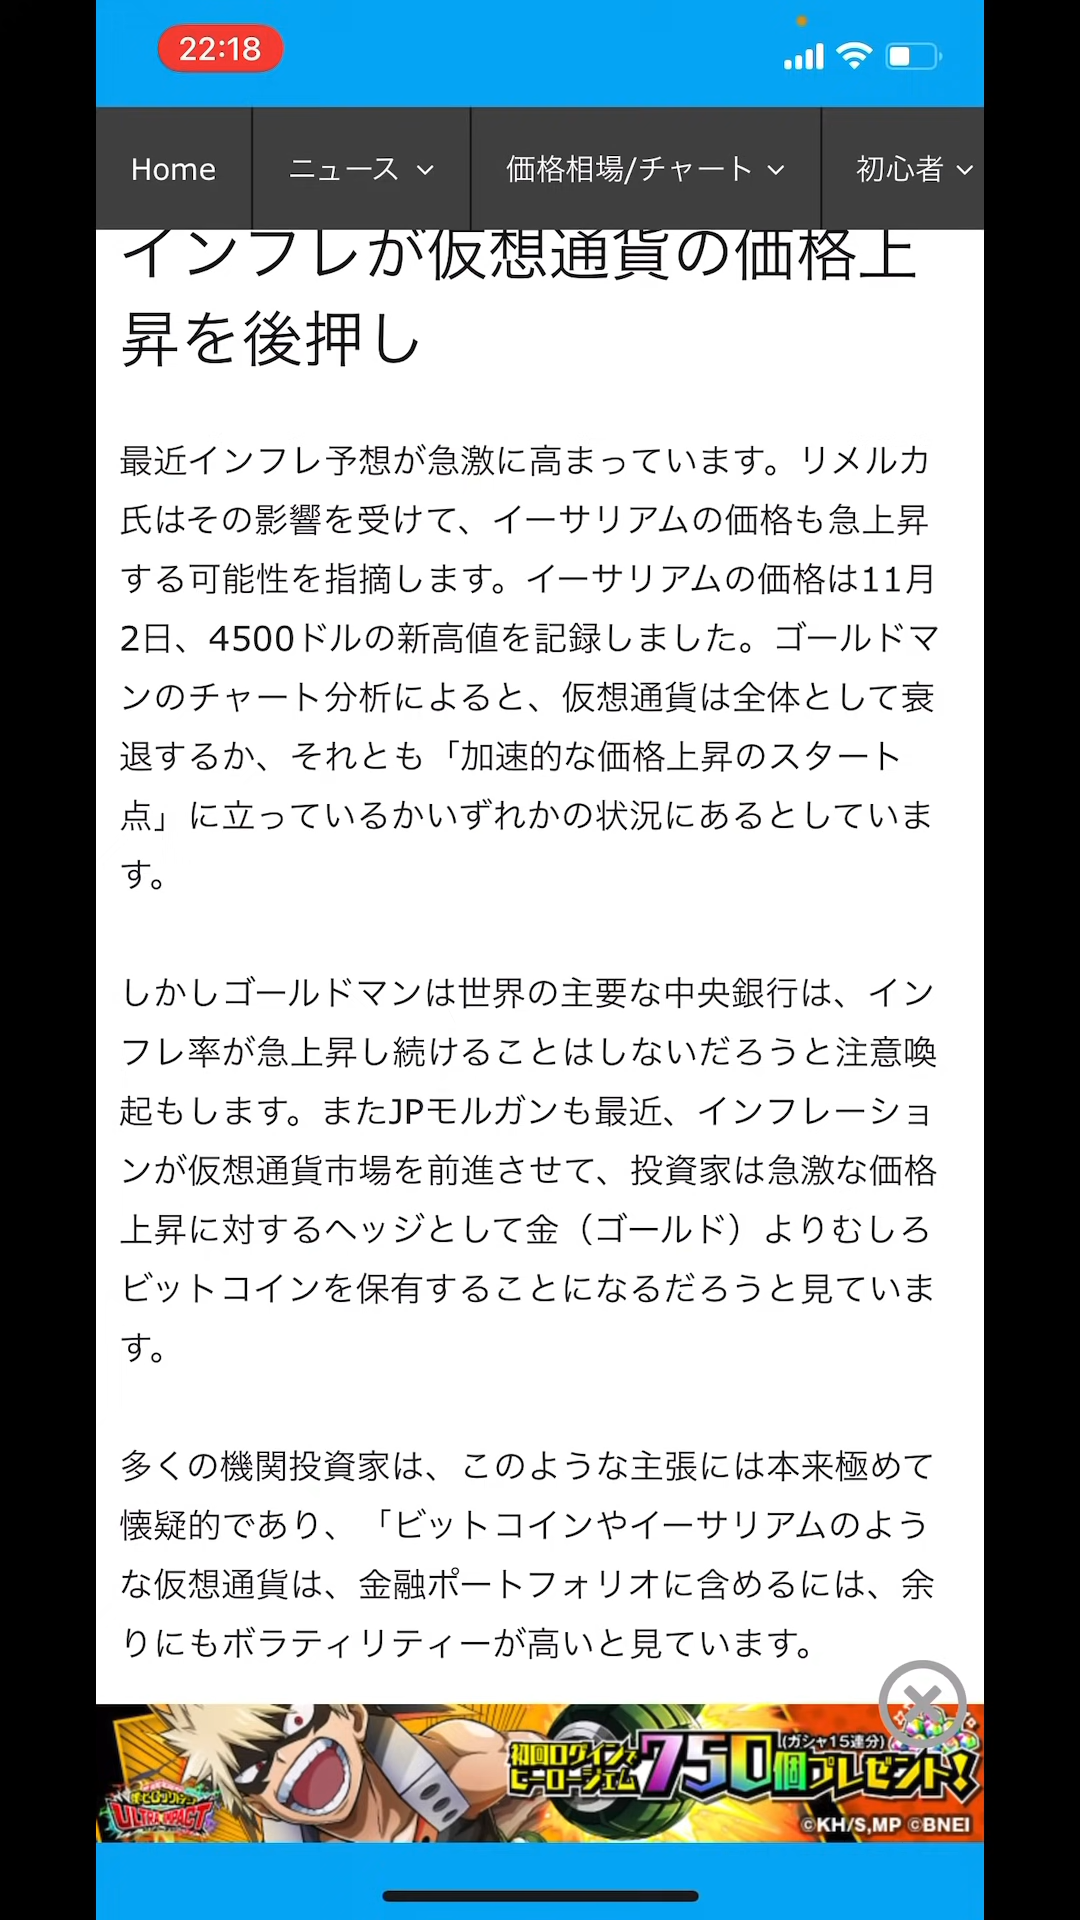 22:18
Home
ニュース
価格相場/チャート
初心者
インフレが仮想通貨の価格上
昇を後押し
最近インフレ予想が急激に高まっています。リメルカ
氏はその影響を受けて、イーサリアムの価格も急上昇
する可能性を指摘します。イーサリアムの価格は11月
2日、4500ドルの新高値を記録しました。ゴールドマ
ンのチャート分析によると、仮想通貨は全体として衰
退するか、それとも「加速的な価格上昇のスタート
点」に立っているかいずれかの状況にあるとしていま
す。
しかしゴールドマンは世界の主要な中央銀行は、イン
フレ率が急上昇し続けることはしないだろうと注意喚
起もします。またJPモルガンも最近、インフレーショ
ンが仮想通貨市場を前進させて、投資家は急激な価格
上昇に対するヘッジとして金（ゴールド）よりむしろ
ビットコインを保有することになるだろうと見ていま
す。
多くの機関投資家は、このような主張には本来極めて
懐疑的であり、「ビットコインやイーサリアムのよう
な仮想通貨は、金融ポートフォリオに含めるには、余
りにもボラティリティーが高いと見ています。
僕のヒーローアカデミア
ULTRA IMPACT
初回ログインで
ヒーロージェム
750個プレゼント!
(ガシャ15連分)
©KH/S,MP ©BNEI